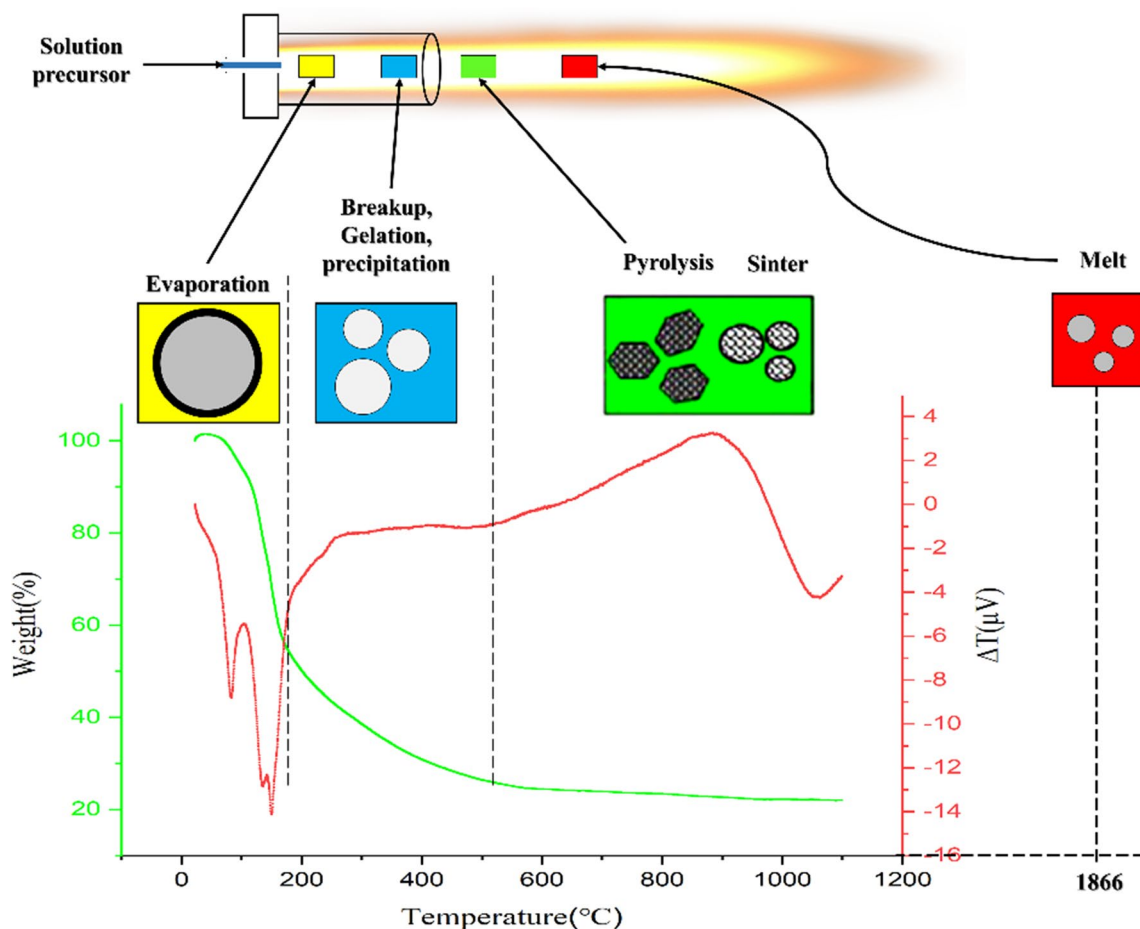 Solution
precursor
Breakup,
Gelation,
precipitation
Evaporation
Pyrolysis
Sinter
Melt
100
80
60
40
20
Weight(%)
4
3
0
-2
-4
-6
-8
-10
-12
-14
-16
ΔT(μV)
0
200
400
600
800
1000
1200
1866
Temperature(°C)